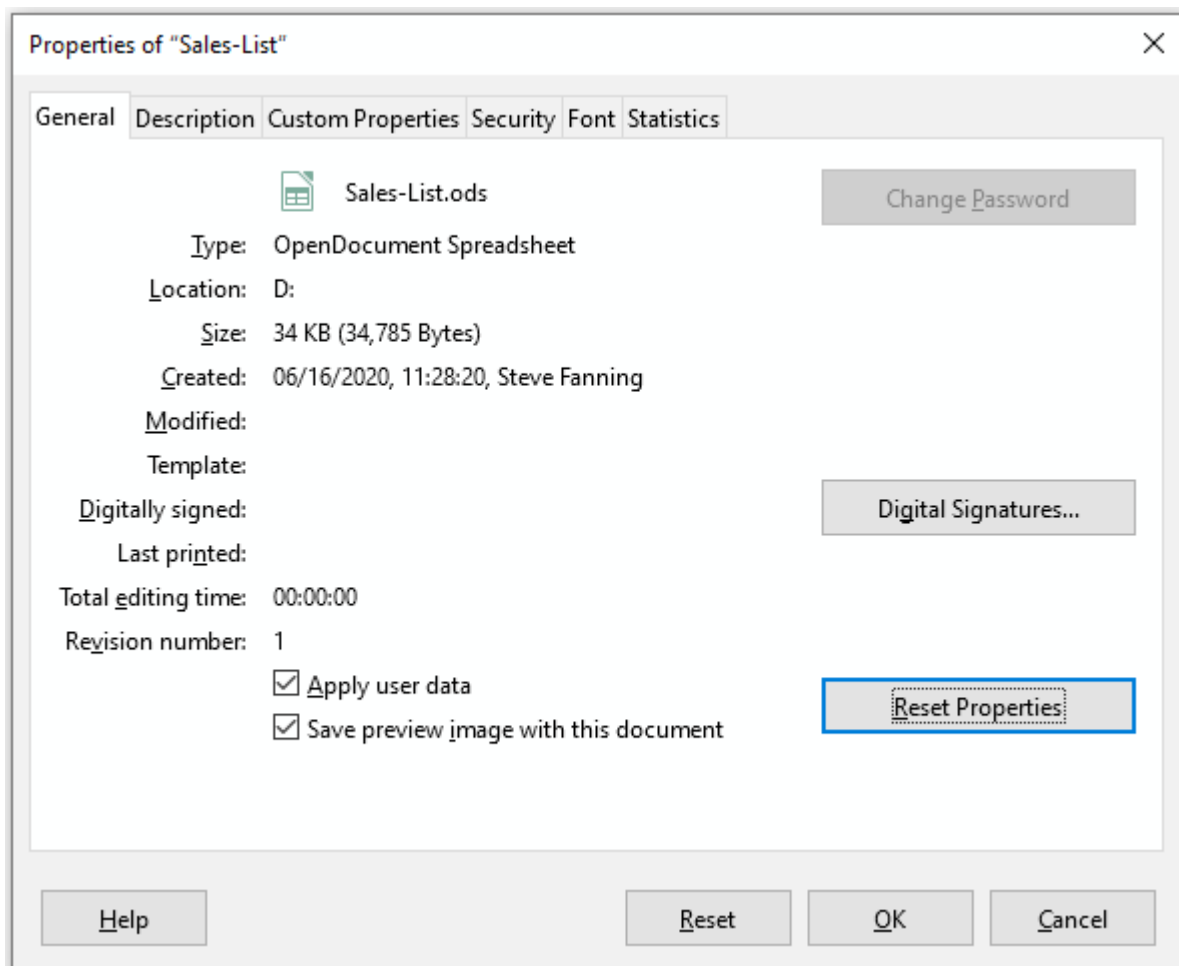 Properties of “Sales-List”
General Description Custom Properties Security Font Statistics
Sales-List.ods Change Password
Type: OpenDocument Spreadsheet
Location: D:
Size: 34 KB (34,785 Bytes)
Created: 06/16/2020, 11:28:20, Steve Fanning
Modified:
Template:
Digitally signed: Digital Signatures...
Last printed:
Total editing time: 00:00:00
Revision number: 1
Apply user data
Reset Properties
Save preview image with this document
Help Reset OK Cancel